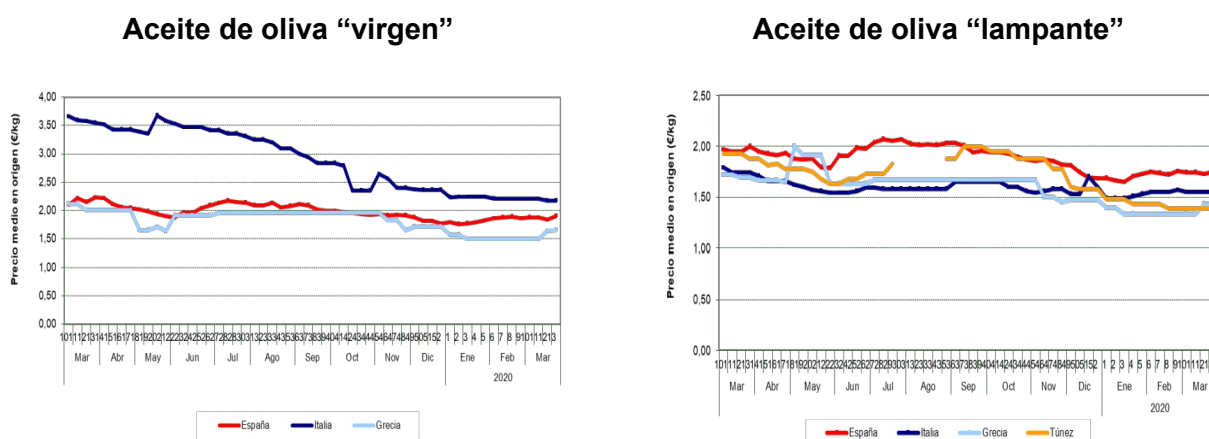 Aceite de oliva “virgen”
Precio medio en origen (€/kg)
4,00
3,50
3,00
2,50
2,00
1,50
1,00
0,50
0,00
Mar Abr May Jun Jul Ago Sep Oct Nov Dic Ene Feb Mar
2020
España Italia Grecia
Aceite de oliva “lampante”
Precio medio en origen (€/kg)
2,50
2,00
1,50
1,00
0,50
0,00
Mar Abr May Jun Jul Ago Sep Oct Nov Dic Ene Feb Mar
2020
España Italia Grecia Túnez